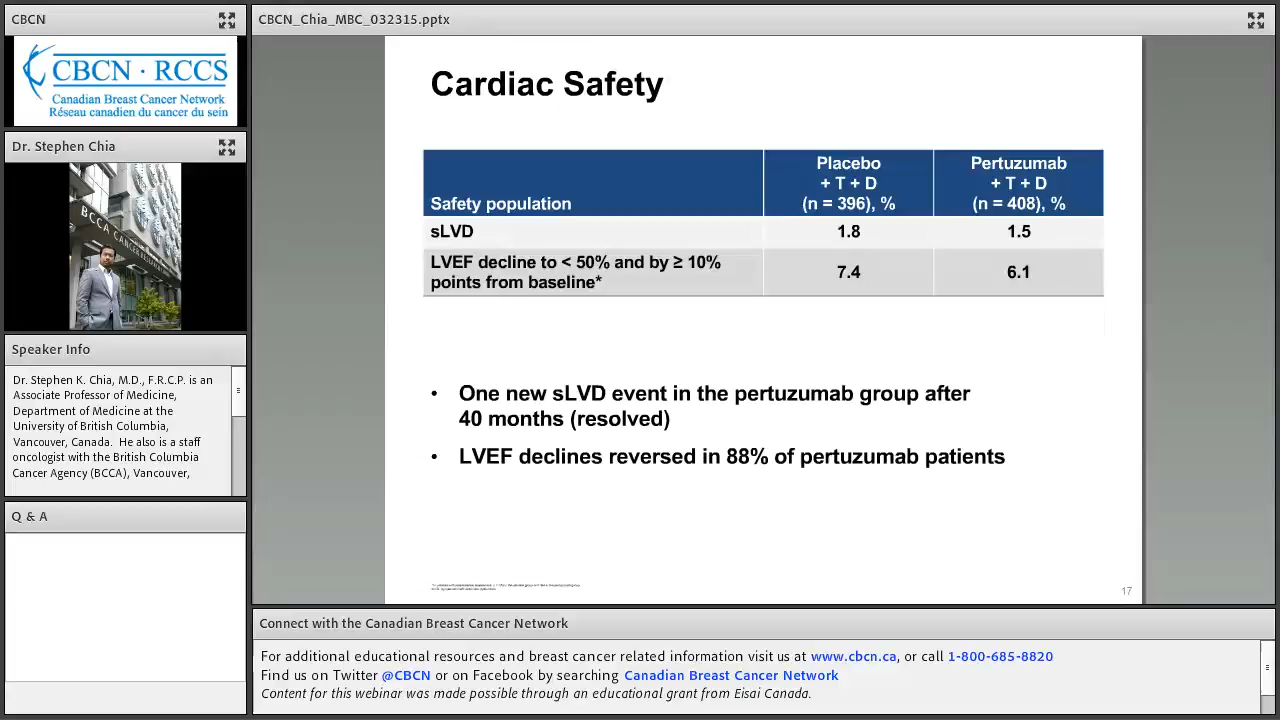 CBCN
CBCN · RCCS
Canadian Breast Cancer Network
Réseau canadien du cancer du sein
Dr. Stephen Chia
BCCA CANCER
Speaker Info
Dr. Stephen K. Chia, M.D., F.R.C.P. is an
Associate Professor of Medicine,
Department of Medicine at the
University of British Columbia,
Vancouver, Canada.  He also is a staff
oncologist with the British Columbia
Cancer Agency (BCCA), Vancouver,
Q & A
CBCN_Chia_MBC_032315.pptx
Cardiac Safety
Safety population
Placebo
+ T + D
(n = 396), %
Pertuzumab
+ T + D
(n = 408), %
sLVD
1.8
1.5
LVEF decline to < 50% and by ≥ 10%
points from baseline*
7.4
6.1
• One new sLVD event in the pertuzumab group after
40 months (resolved)
• LVEF declines reversed in 88% of pertuzumab patients
17
Connect with the Canadian Breast Cancer Network
For additional educational resources and breast cancer related information visit us at www.cbcn.ca, or call 1-800-685-8820
Find us on Twitter @CBCN or on Facebook by searching Canadian Breast Cancer Network
Content for this webinar was made possible through an educational grant from Eisai Canada.